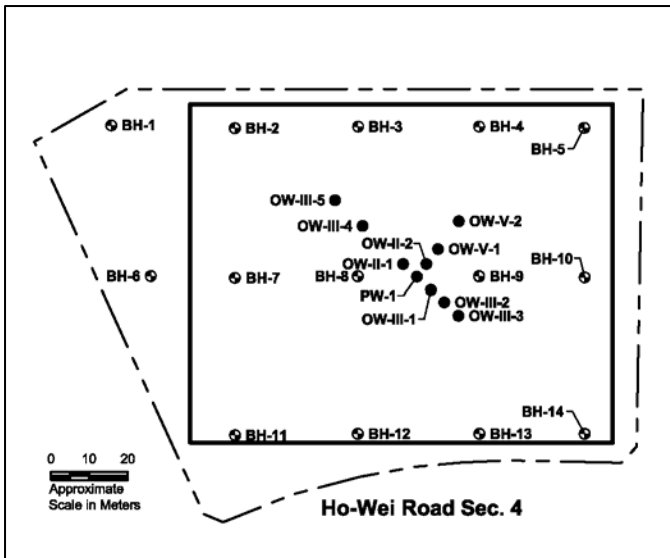 BH-1
BH-2
BH-3
BH-4
BH-5
OW-III-5
OW-V-2
OW-III-4
OW-II-2
OW-V-1
OW-II-1
BH-6
BH-7
BH-8
BH-9
BH-10
PW-1
OW-III-2
OW-III-1
OW-III-3
BH-14
BH-11
BH-12
BH-13
0 10 20
Approximate
Scale in Meters
Ho-Wei Road Sec. 4